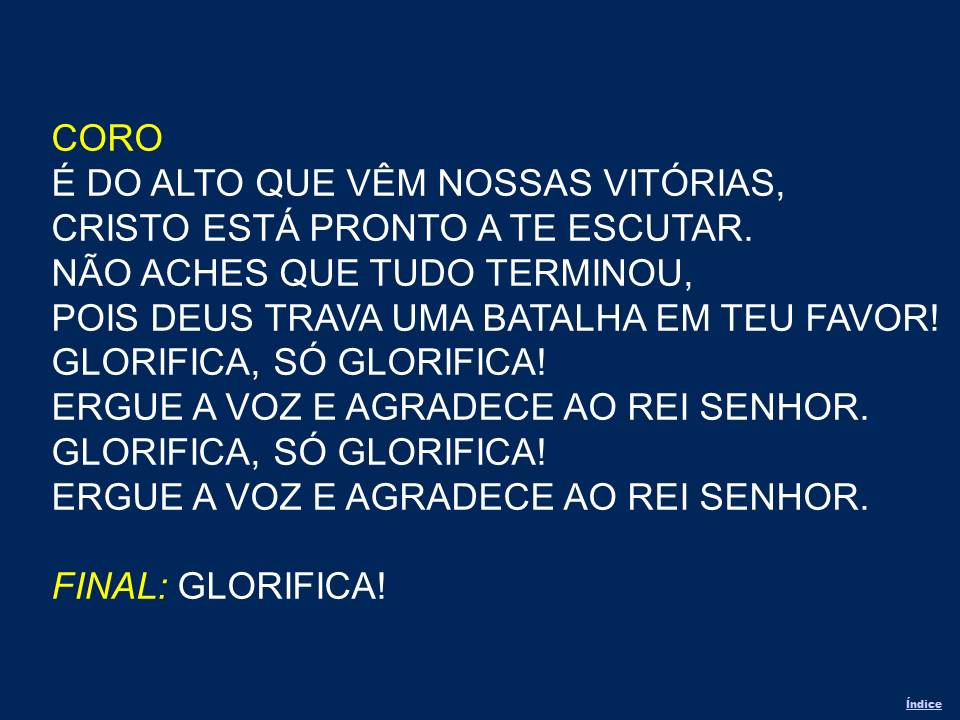 CORO
É DO ALTO QUE VÊM NOSSAS VITÓRIAS,
CRISTO ESTÁ PRONTO A TE ESCUTAR.
NÃO ACHES QUE TUDO TERMINOU,
POIS DEUS TRAVA UMA BATALHA EM TEU FAVOR!
GLORIFICA, SÓ GLORIFICA!
ERGUE A VOZ E AGRADECE AO REI SENHOR.
GLORIFICA, SÓ GLORIFICA!
ERGUE A VOZ E AGRADECE AO REI SENHOR.
FINAL: GLORIFICA!
Índice